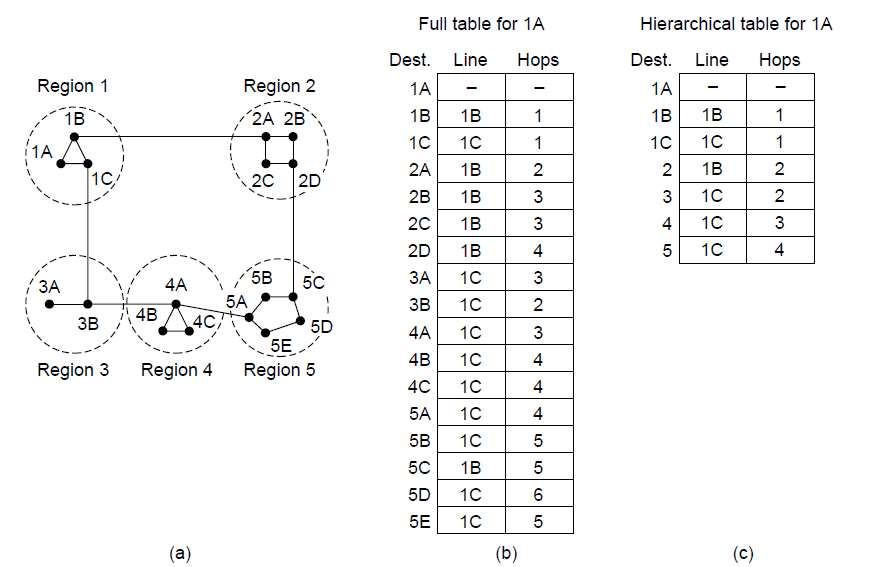 Full table for 1A
Hierarchical table for 1A
Dest. Line Hops
Dest. Line Hops
Region 1
Region 2
1B
2A 2B
1A
1C
2C 2D
3A
3B
4A
4B
4C
5B
5C
5A
5D
5E
Region 3
Region 4
Region 5
1A – –
1B 1B 1
1C 1C 1
2A 1B 2
2B 1B 3
2C 1B 3
2D 1B 4
3A 1C 3
3B 1C 2
4A 1C 3
4B 1C 4
4C 1C 4
5A 1C 4
5B 1C 5
5C 1B 5
5D 1C 6
5E 1C 5
1A – –
1B 1B 1
1C 1C 1
2 1B 2
3 1C 2
4 1C 3
5 1C 4
(a)
(b)
(c)